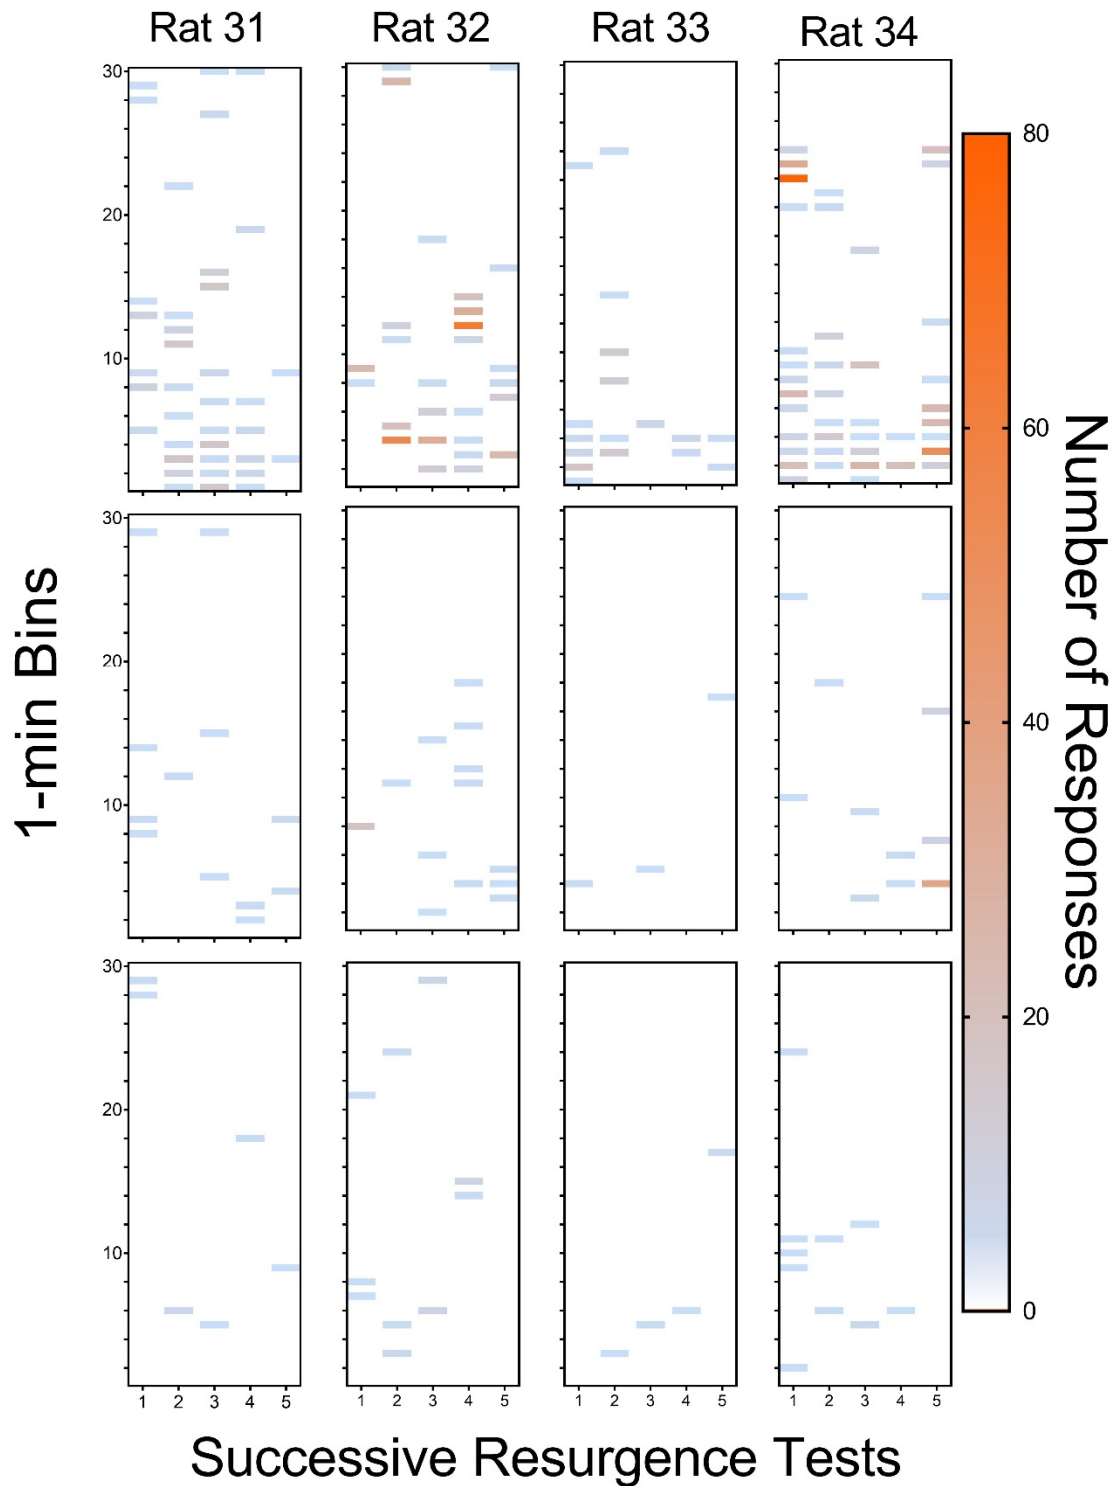 Rat 31 Rat 32 Rat 33 Rat 34
30
20
10
30
20
10
30
20
10
1 2 3 4 5 1 2 3 4 5 1 2 3 4 5 1 2 3 4 5
1-min Bins
Successive Resurgence Tests
80
60
40
20
0
Number of Responses